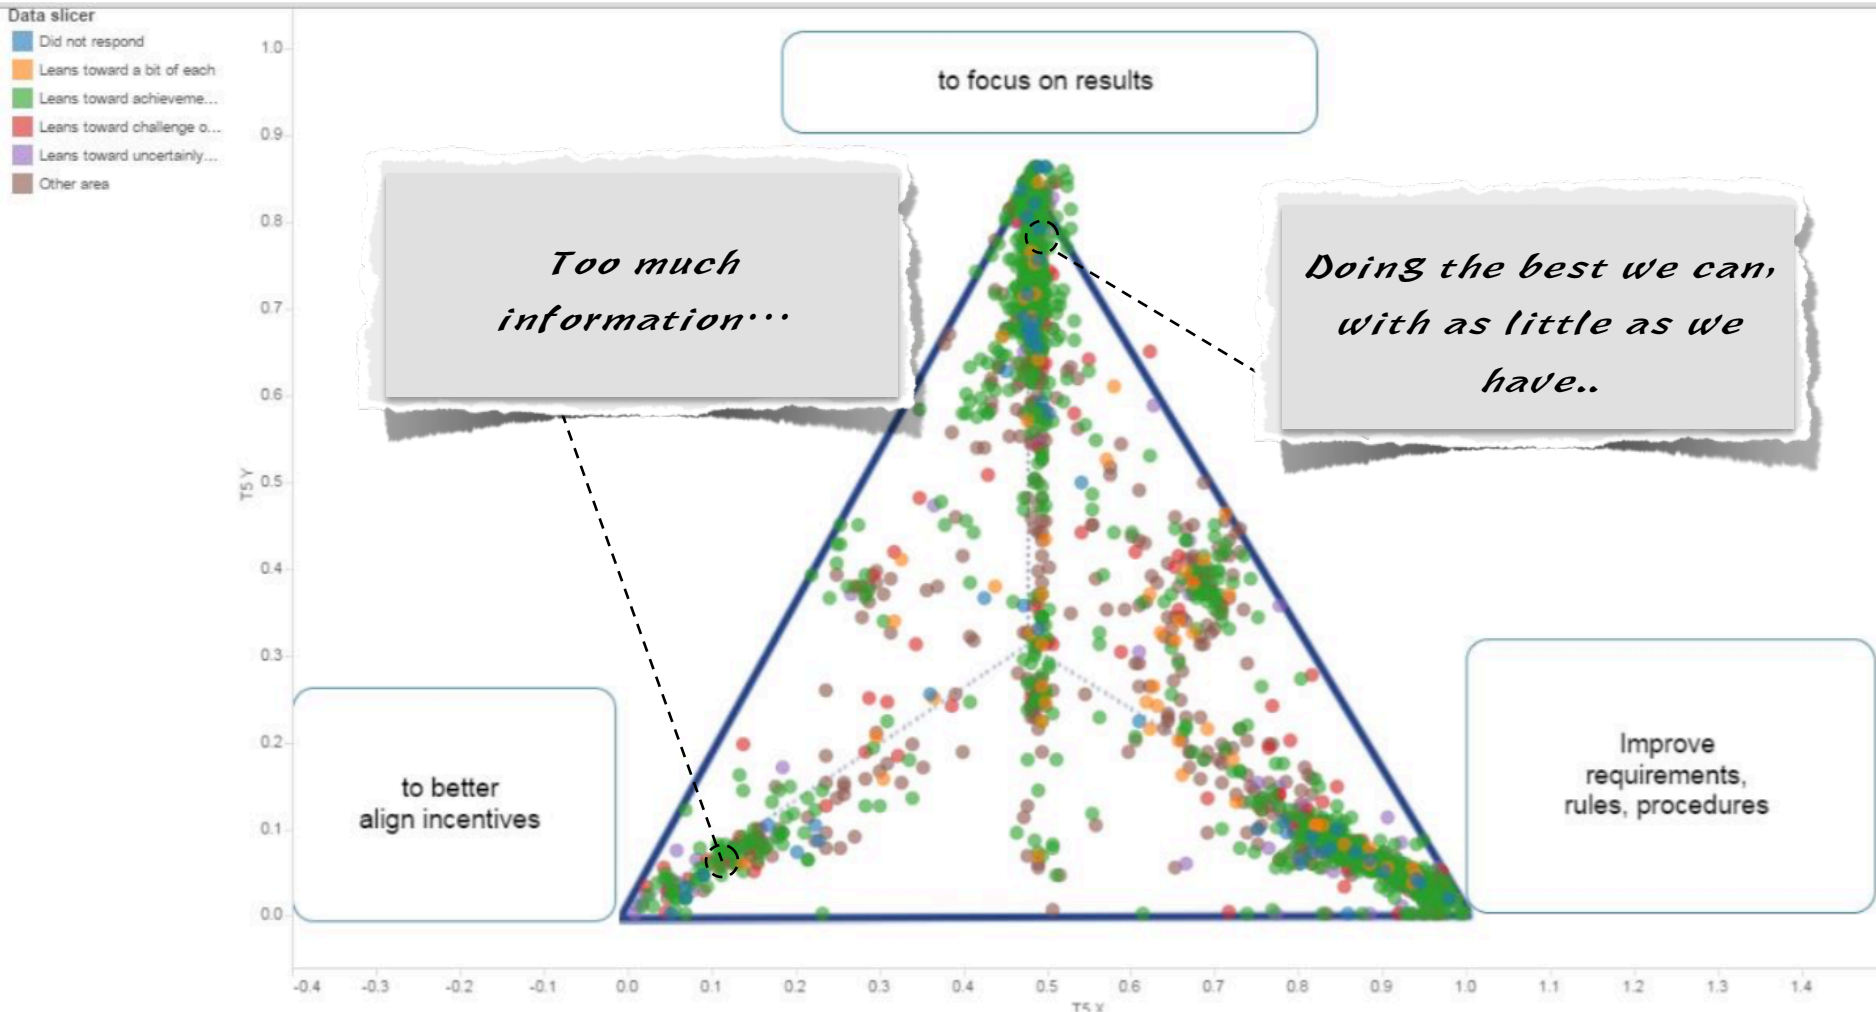 Data slicer
Did not respond
Leans toward a bit of each
Leans toward achieveme...
Leans toward challenge o...
Leans toward uncertainly...
Other area
1.0
0.9
0.8
0.7
0.6
0.5
0.4
0.3
0.2
0.1
0.0
T5 Y
to focus on results
Too much
information...
Doing the best we can,
with as little as we
have..
to better
align incentives
Improve
requirements,
rules, procedures
-0.4 -0.3 -0.2 -0.1 0.0 0.1 0.2 0.3 0.4 0.5 0.6 0.7 0.8 0.9 1.0 1.1 1.2 1.3 1.4
T5 X